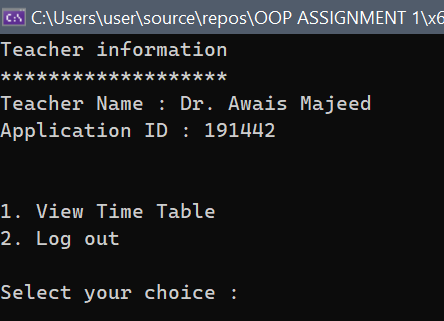 C:\Users\user\source\repos\OOP ASSIGNMENT 1\x6
Teacher information
*******************
Teacher Name : Dr. Awais Majeed
Application ID : 191442
1. View Time Table
2. Log out
Select your choice :